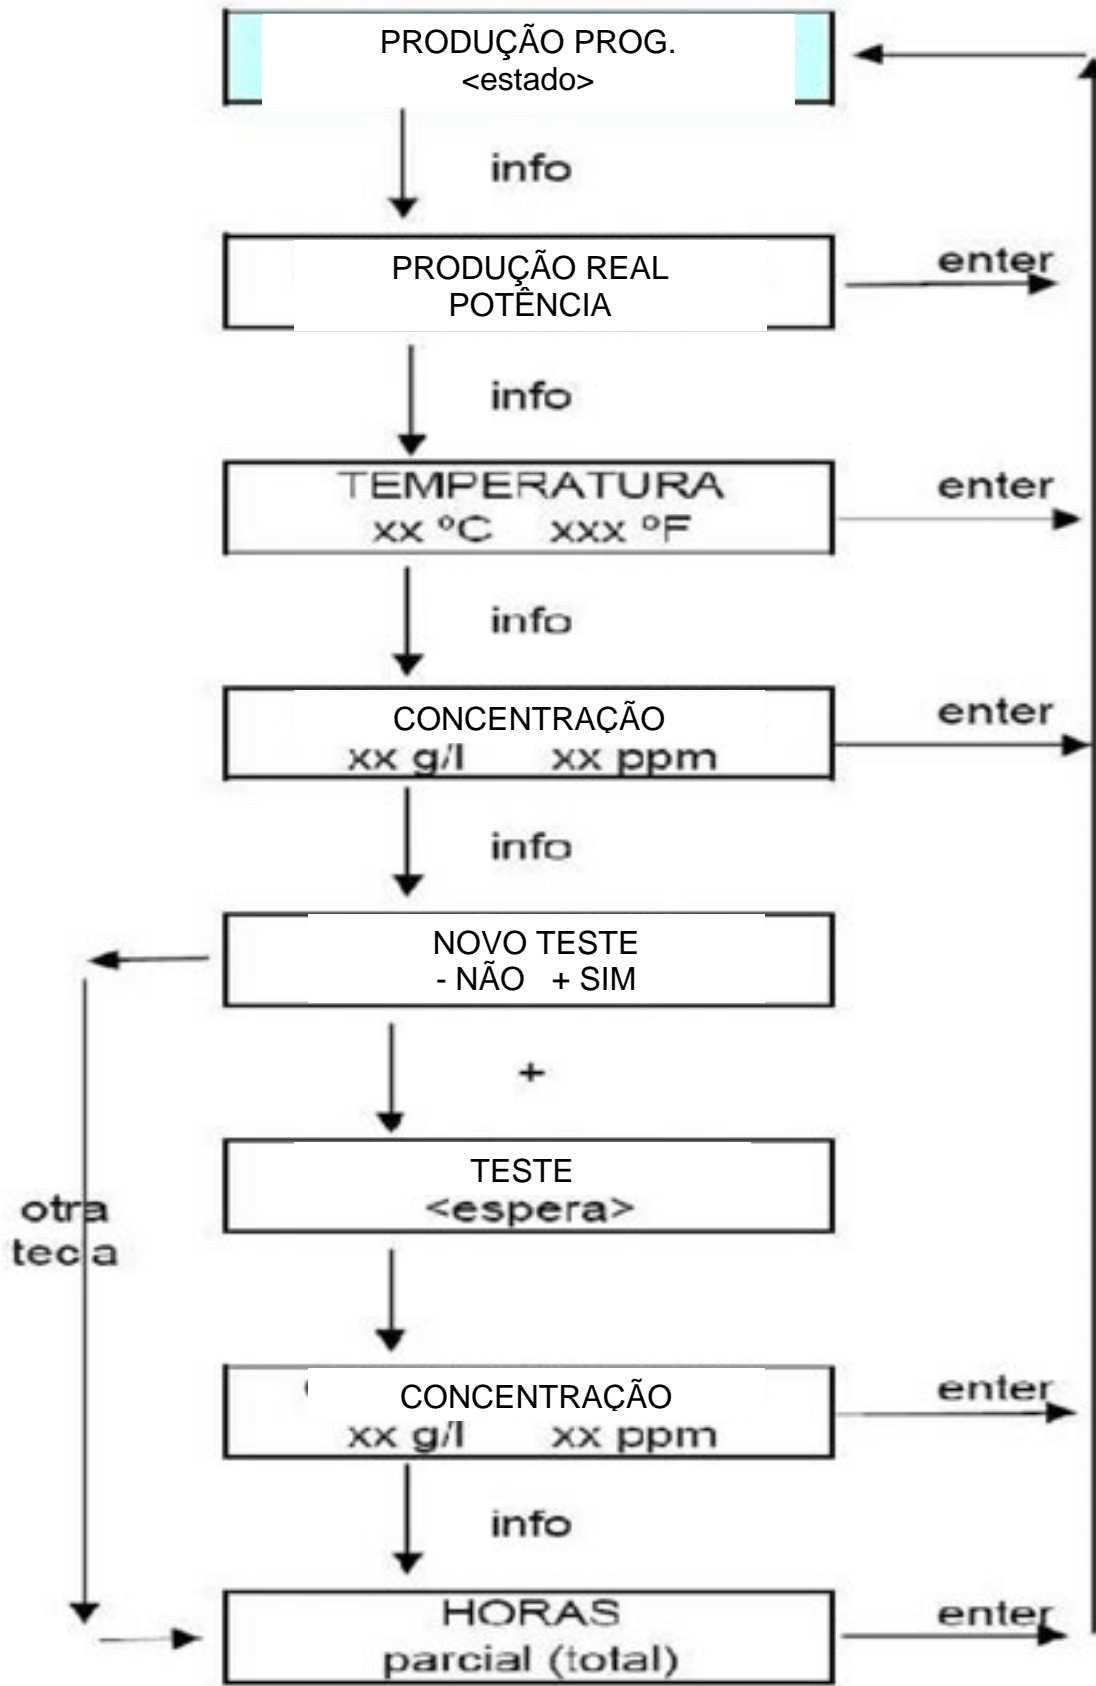 PRODUÇÃO PROG.
<estado>
info
PRODUÇÃO REAL
POTÊNCIA
enter
info
TEMPERATURA
xx ºC xxx ºF
enter
info
CONCENTRAÇÃO
xx g/l xx ppm
enter
info
NOVO TESTE
- NÃO + SIM
+
TESTE
<espera>
otra
tecla
CONCENTRAÇÃO
xx g/l xx ppm
enter
info
HORAS
parcial (total)
enter